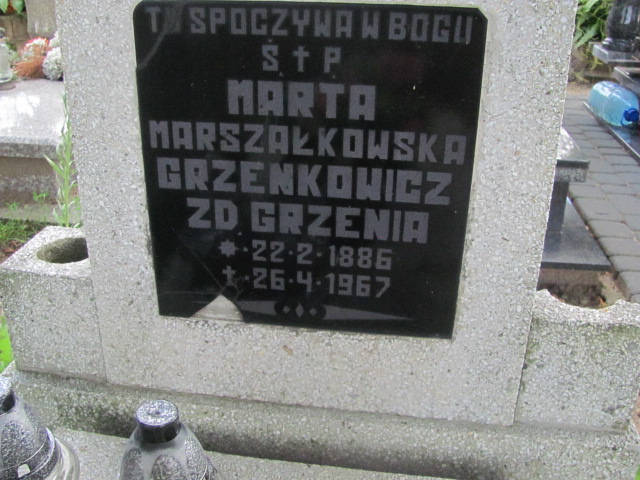 TU SPOCZYWA W BOGU
Ś † P
MARTA
MARSZAŁKOWSKA
GRZENKOWICZ
ZD GRZENIA
* 22·2·1886
† 26·4·1967